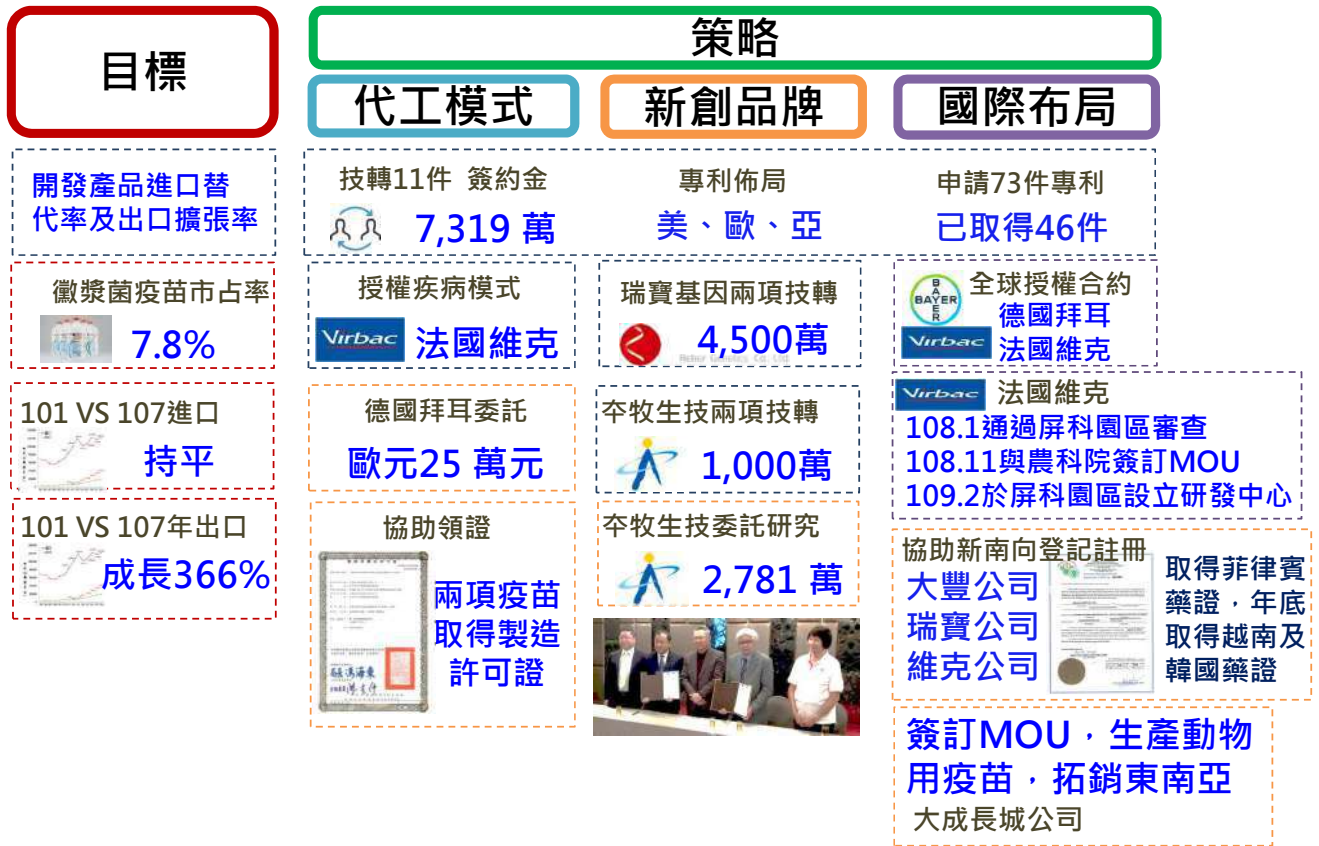 目標
策略
代工模式
新創品牌
國際布局
開發產品進口替
代率及出口擴張率
技轉11件 簽約金
7,319 萬
專利佈局
美、歐、亞
申請73件專利
已取得46件
黴漿菌疫苗市占率
7.8%
授權疾病模式
Virbac
法國維克
瑞寶基因兩項技轉
4,500萬
BAYER
BAYER
全球授權合約
德國拜耳
Virbac
法國維克
101 VS 107進口
持平
德國拜耳委託
歐元25 萬元
夲牧生技兩項技轉
1,000萬
Virbac
法國維克
108.1通過屏科園區審查
108.11與農科院簽訂MOU
109.2於屏科園區設立研發中心
101 VS 107年出口
成長366%
協助領證
兩項疫苗
取得製造
許可證
夲牧生技委託研究
2,781 萬
協助新南向登記註冊
大豐公司
瑞寶公司
維克公司
取得菲律賓
藥證，年底
取得越南及
韓國藥證
簽訂MOU，生產動物
用疫苗，拓銷東南亞
大成長城公司